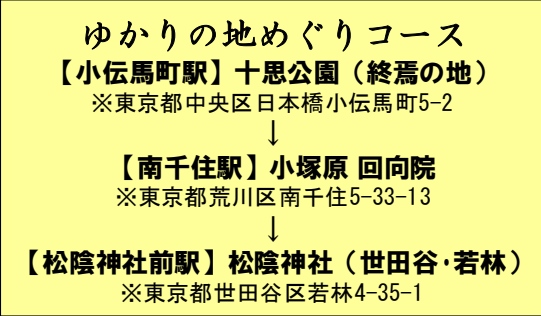 ゆかりの地めぐりコース
【小伝馬町駅】十思公園（終焉の地）
※東京都中央区日本橋小伝馬町5-2
↓
【南千住駅】小塚原 回向院
※東京都荒川区南千住5-33-13
↓
【松陰神社前駅】松陰神社（世田谷･若林）
※東京都世田谷区若林4-35-1